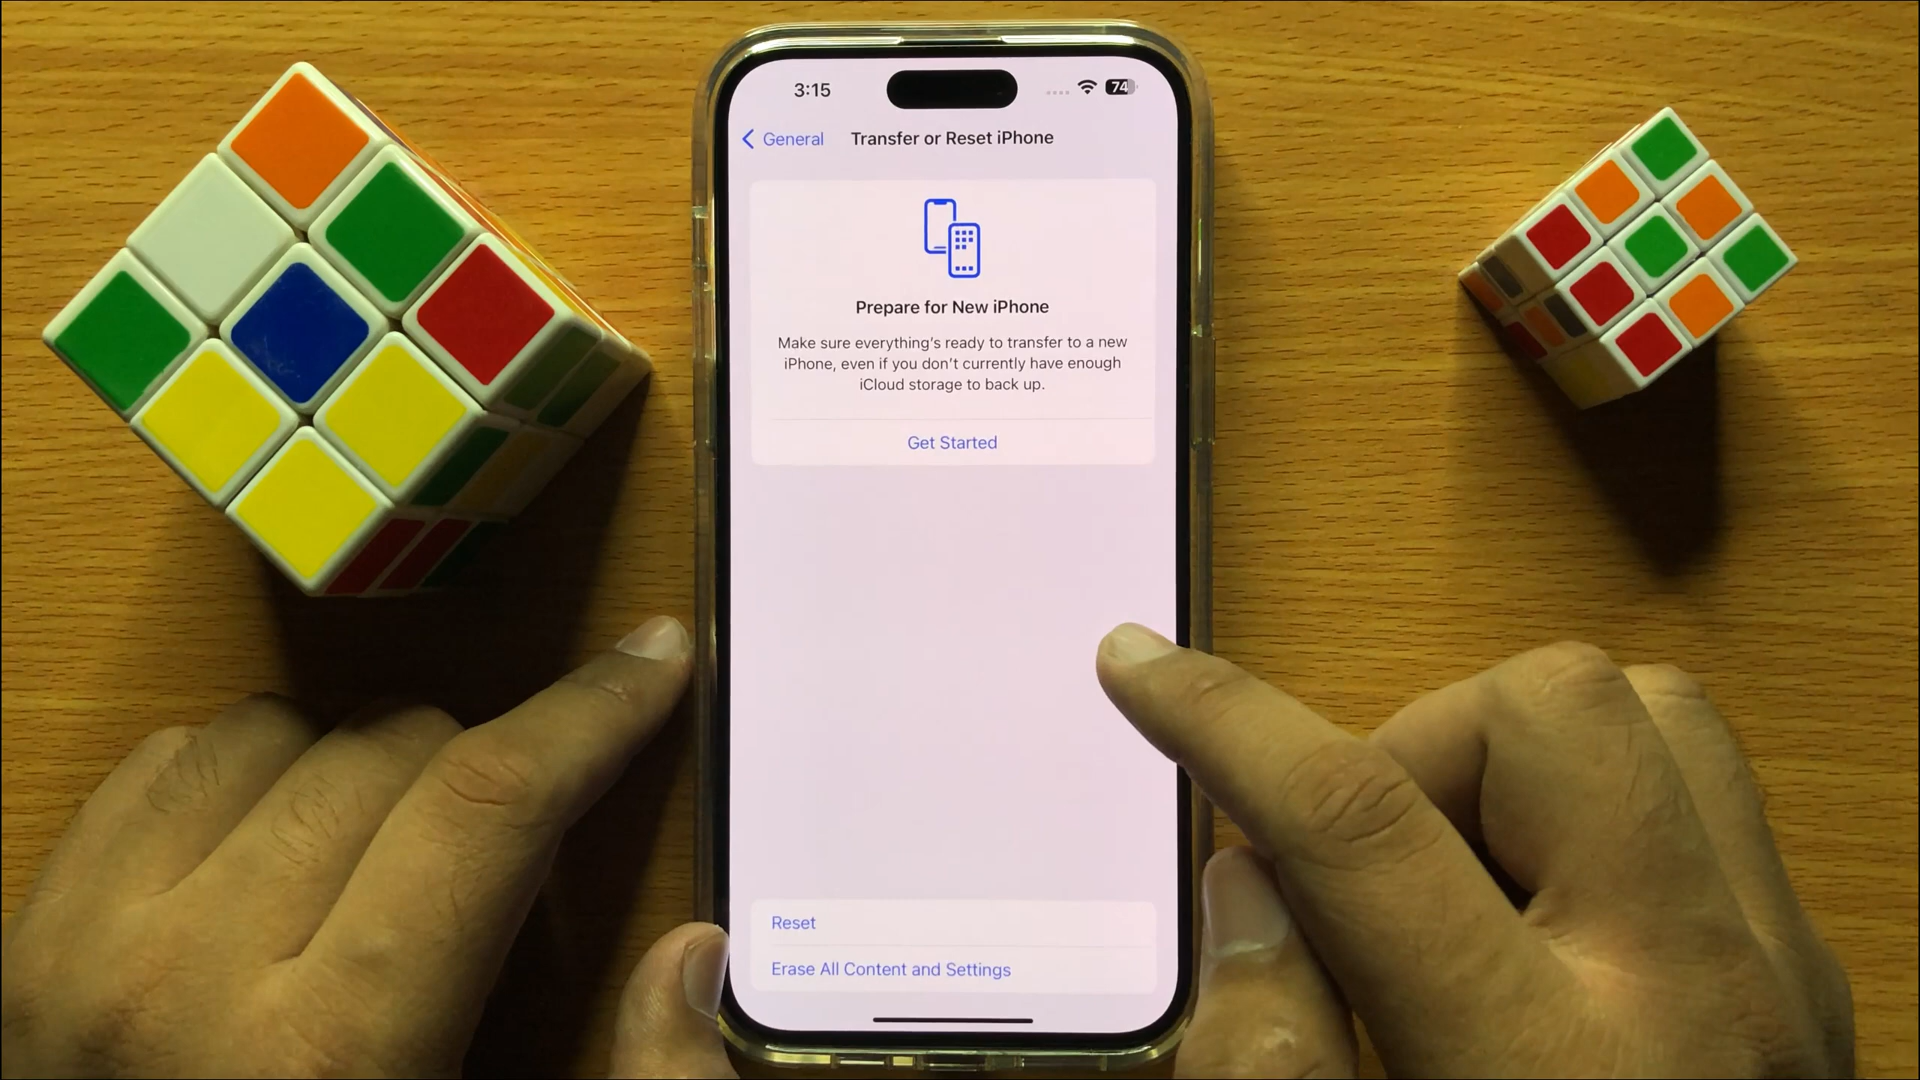 3:15
74
General
Transfer or Reset iPhone
Prepare for New iPhone
Make sure everything's ready to transfer to a new
iPhone, even if you don't currently have enough
iCloud storage to back up.
Get Started
Reset
Erase All Content and Settings